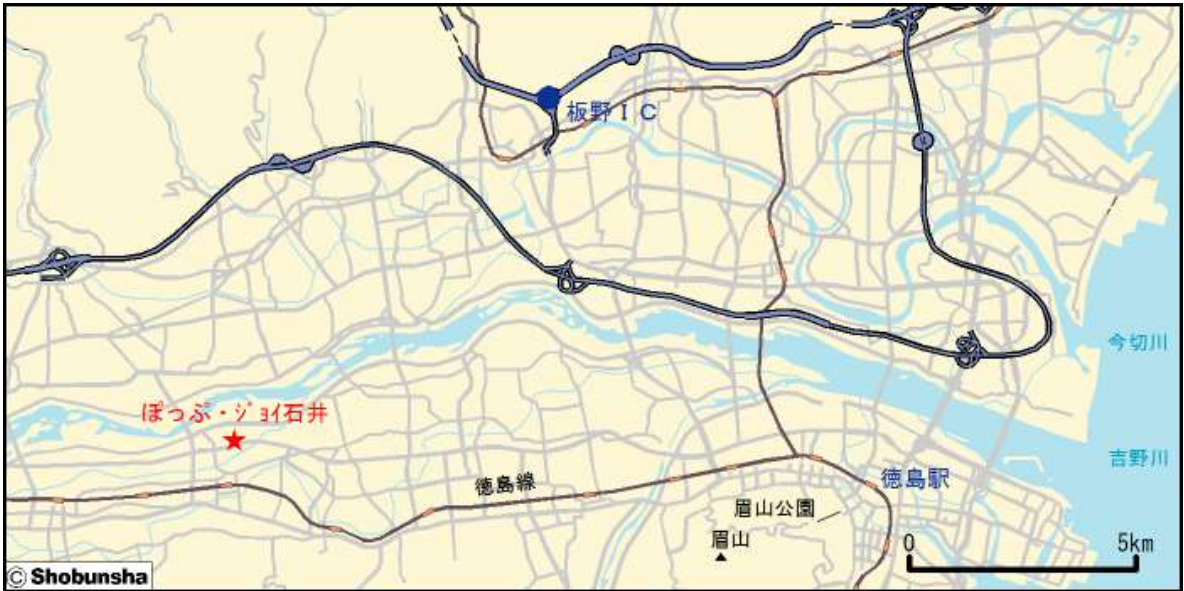 板野ＩＣ
今切川
ぽっぷ・ｼﾞｮｲ石井
吉野川
徳島線
徳島駅
眉山公園
眉山
0 5km
© Shobunsha